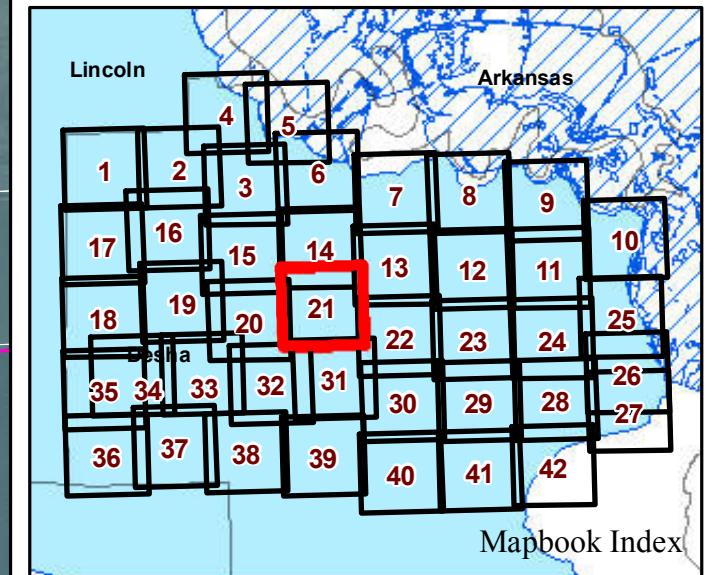 Lincoln
Arkansas
4
5
1 2 3 6 7 8 9
17 16 15 14 13 12 11 10
18 19 20 21 22 23 24 25
Desha
35 34 33 32 31 30 29 28 26
27
36 37 38 39 40 41 42
Mapbook Index